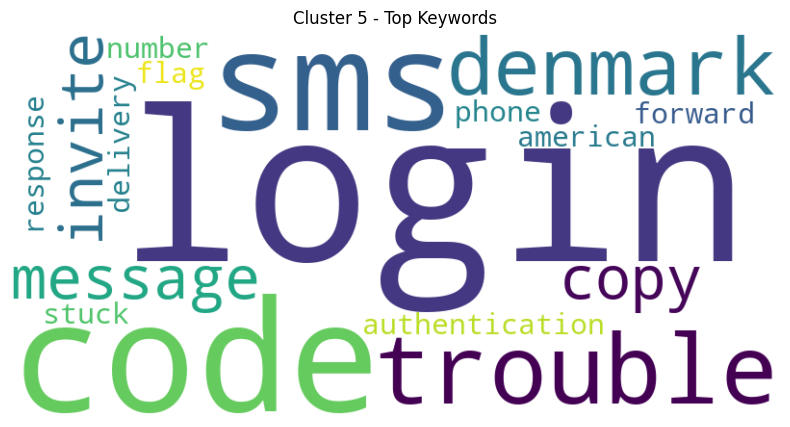 Cluster 5 - Top Keywords
number
flag
invite
delivery
response
sms
denmark
phone
forward
american
login
message
copy
stuck
authentication
code
trouble